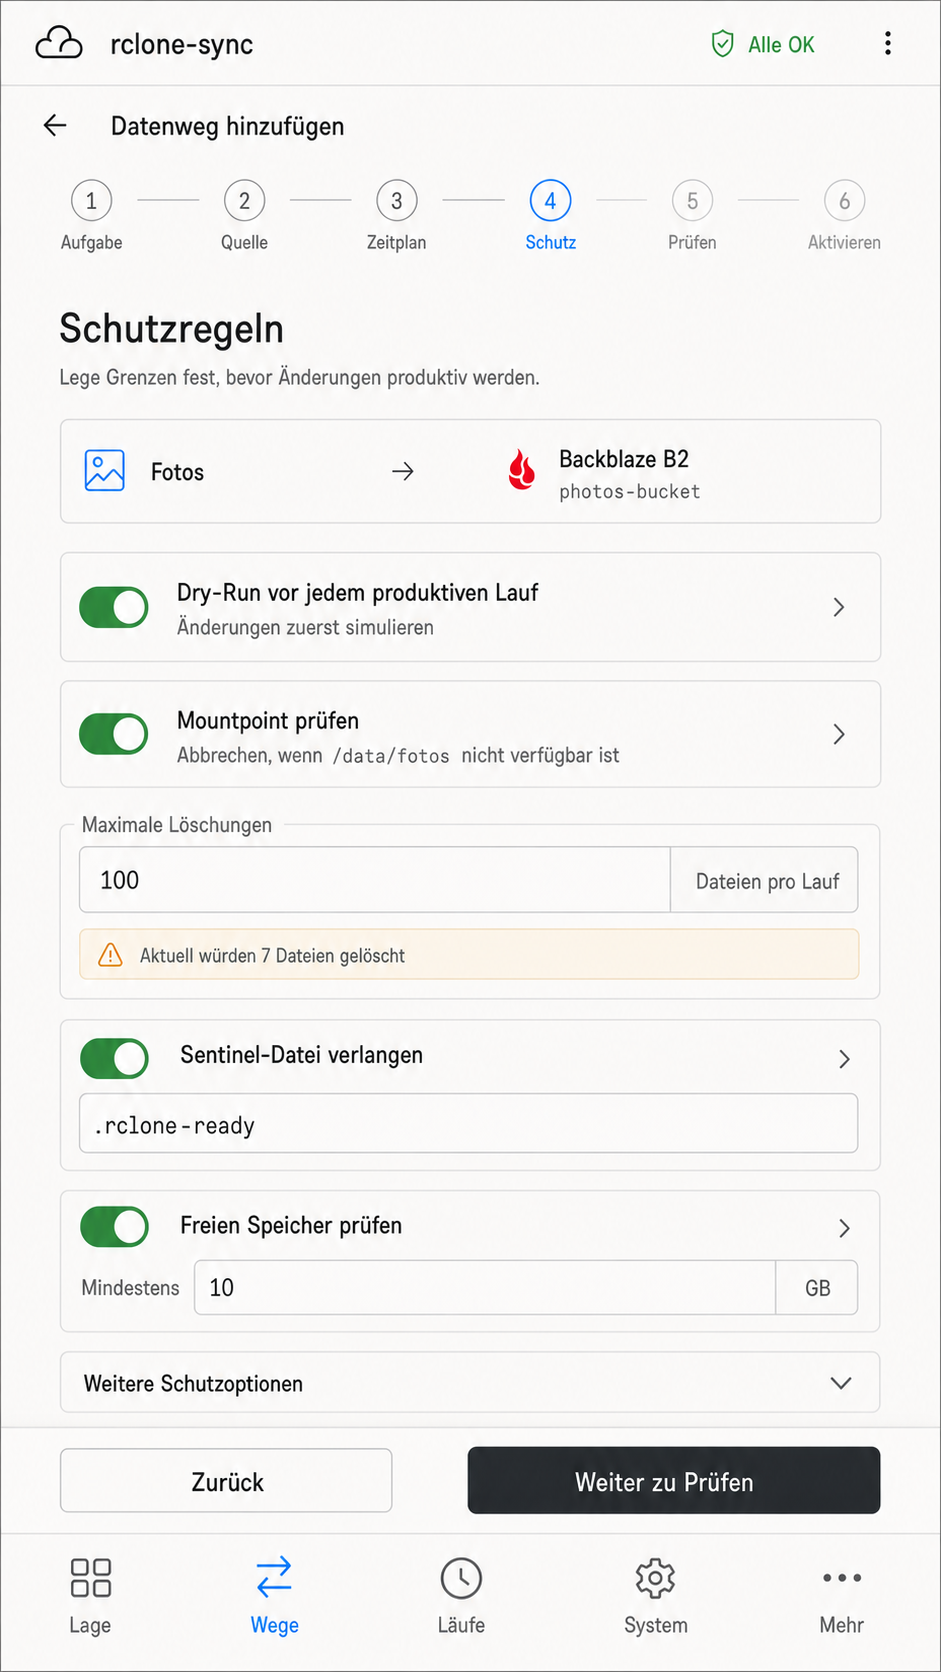 rclone-sync
Alle OK
Datenweg hinzufügen
1
2
3
4
5
6
Aufgabe
Quelle
Zeitplan
Schutz
Prüfen
Aktivieren
Schutzregeln
Lege Grenzen fest, bevor Änderungen produktiv werden.
Fotos
Backblaze B2
photos-bucket
Dry-Run vor jedem produktiven Lauf
Änderungen zuerst simulieren
Mountpoint prüfen
Abbrechen, wenn /data/fotos nicht verfügbar ist
Maximale Löschungen
100
Dateien pro Lauf
Aktuell würden 7 Dateien gelöscht
Sentinel-Datei verlangen
.rclone-ready
Freien Speicher prüfen
Mindestens
10
GB
Weitere Schutzoptionen
Zurück
Weiter zu Prüfen
Lage
Wege
Läufe
System
Mehr